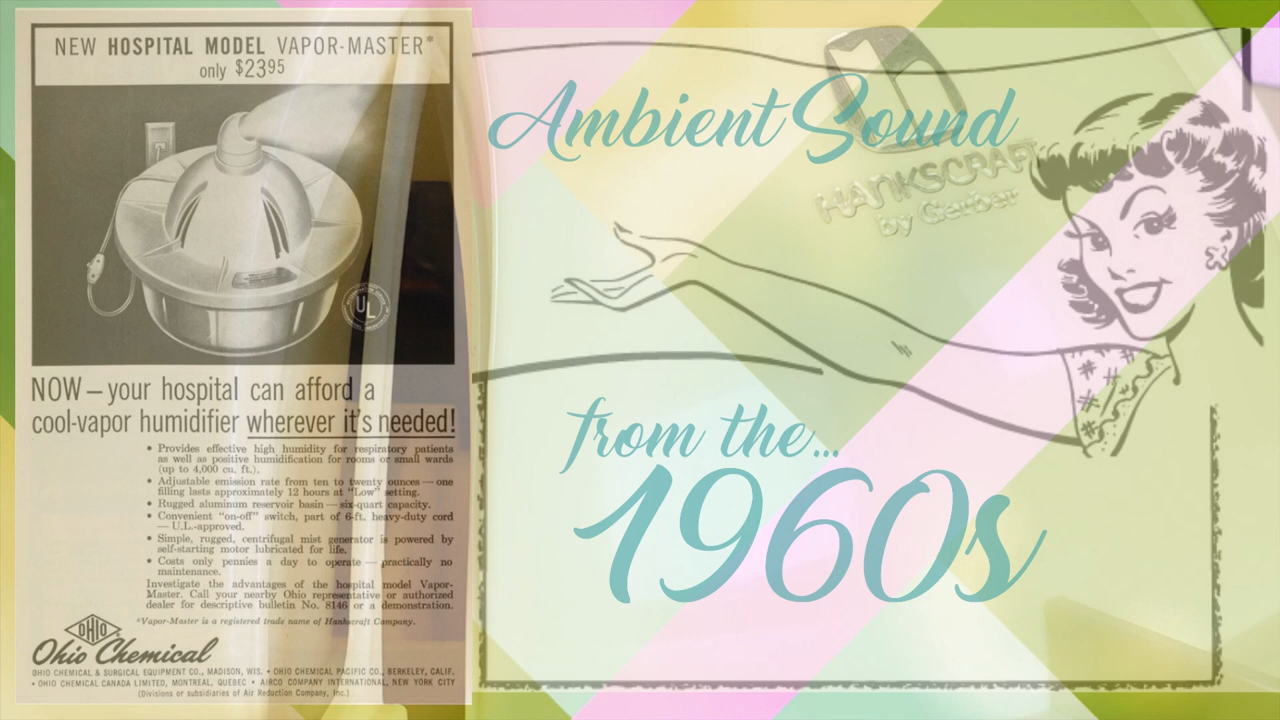 NEW HOSPITAL MODEL VAPOR-MASTER*
only $23.95
UL
NOW — your hospital can afford a
cool-vapor humidifier wherever it's needed!
• Provides effective high humidity for respiratory patients
as well as positive humidification for rooms or small wards
(up to 4,000 cu. ft.).
• Adjustable emission rate from ten to twenty ounces — one
filling lasts approximately 12 hours at "Low" setting.
• Rugged aluminum reservoir basin — six-quart capacity.
• Convenient "on-off" switch, part of 6-ft. heavy-duty cord
— U.L.-approved.
• Simple, rugged, centrifugal mist generator is powered by
self-starting motor lubricated for life.
• Costs only pennies a day to operate — practically no
maintenance.
Investigate the advantages of the hospital model Vapor-
Master. Call your nearby Ohio representative or authorized
dealer for descriptive bulletin No. 8146 or a demonstration.
*Vapor-Master is a registered trade name of Hankscraft Company.
OHIO
Ohio Chemical
OHIO CHEMICAL & SURGICAL EQUIPMENT CO., MADISON, WIS. • OHIO CHEMICAL PACIFIC CO., BERKELEY, CALIF.
• OHIO CHEMICAL CANADA LIMITED, MONTREAL, QUEBEC • AIRCO COMPANY INTERNATIONAL, NEW YORK CITY
(Divisions or subsidiaries of Air Reduction Company, Inc.)
Ambient Sound
HANKSCRAFT
by Gerber
from the...
1960s